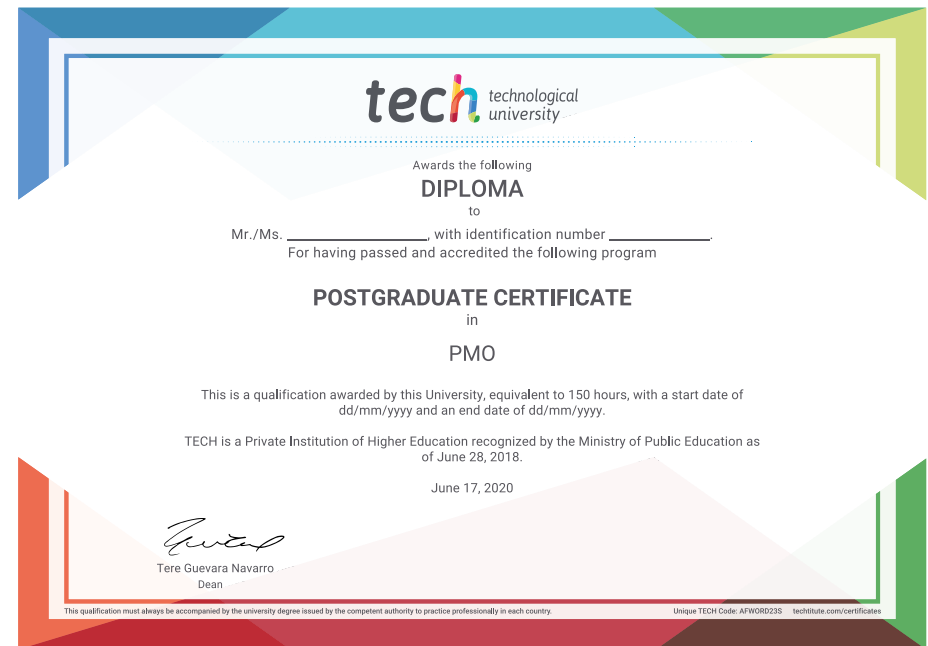 tech technological
university
Awards the following
DIPLOMA
to
Mr./Ms. ____________________, with identification number ______________.
For having passed and accredited the following program
POSTGRADUATE CERTIFICATE
in
PMO
This is a qualification awarded by this University, equivalent to 150 hours, with a start date of
dd/mm/yyyy and an end date of dd/mm/yyyy.
TECH is a Private Institution of Higher Education recognized by the Ministry of Public Education as
of June 28, 2018.
June 17, 2020
Tere Guevara Navarro
Dean
This qualification must always be accompanied by the university degree issued by the competent authority to practice professionally in each country.
Unique TECH Code: AFWORD23S techtitute.com/certificates